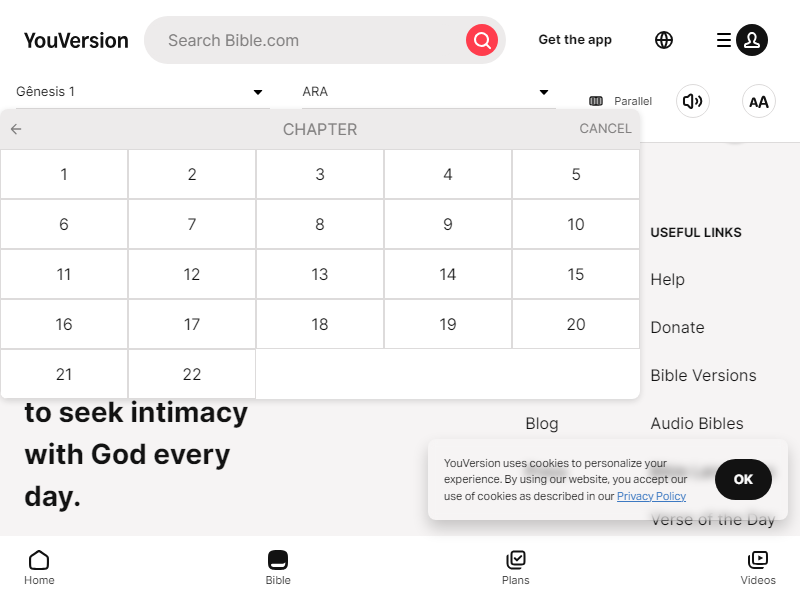 YouVersion
Search Bible.com
Get the app
Gênesis 1
ARA
Parallel
AA
CHAPTER
CANCEL
1 2 3 4 5
6 7 8 9 10
11 12 13 14 15
16 17 18 19 20
21 22
USEFUL LINKS
Help
Donate
Bible Versions
Audio Bibles
Verse of the Day
Blog
to seek intimacy
with God every
day.
YouVersion uses cookies to personalize your
experience. By using our website, you accept our
use of cookies as described in our Privacy Policy
OK
Home
Bible
Plans
Videos